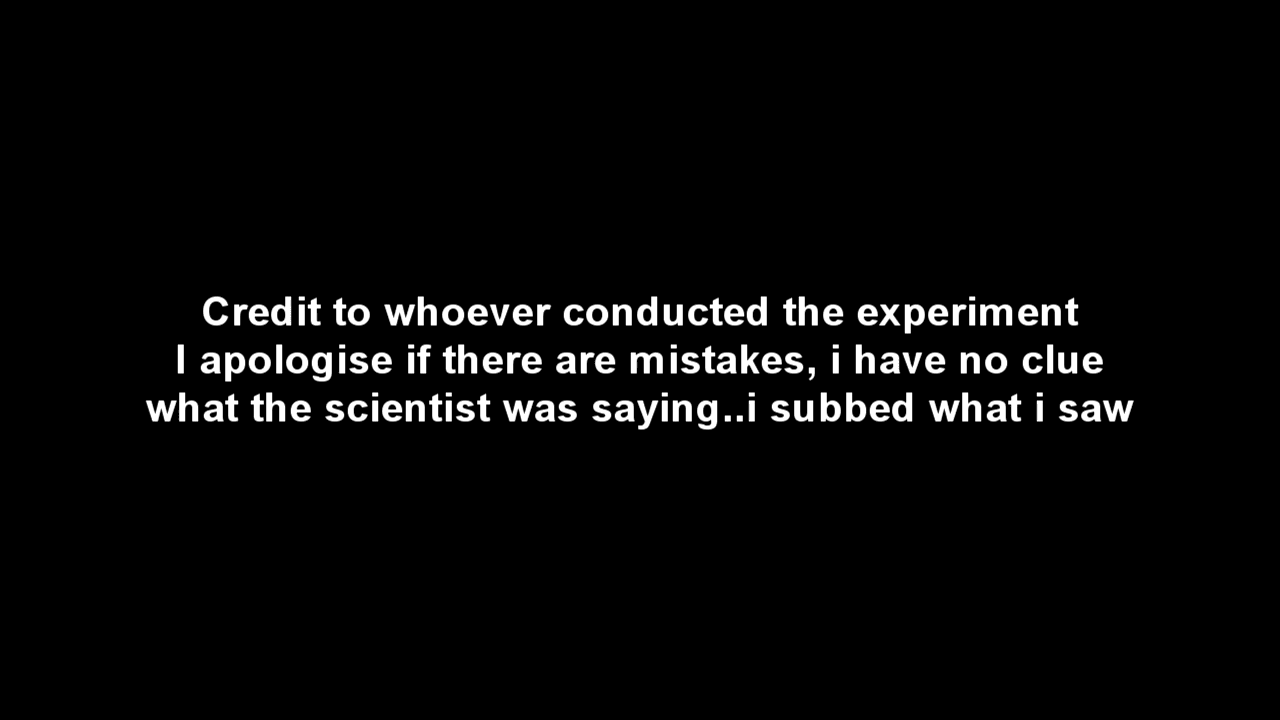 Credit to whoever conducted the experiment
I apologise if there are mistakes, i have no clue
what the scientist was saying..i subbed what i saw